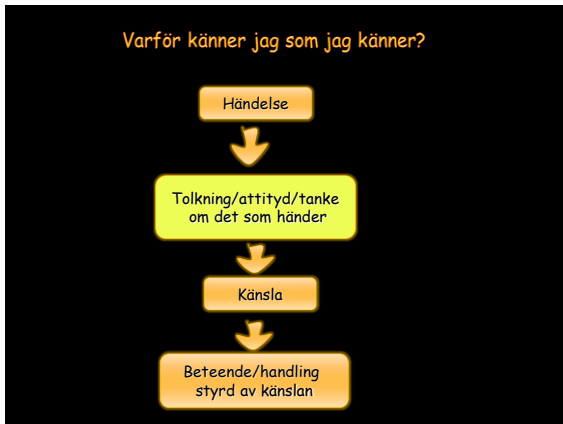 Varför känner jag som jag känner?
Händelse
Tolkning/attityd/tanke
om det som händer
Känsla
Beteende/handling
styrd av känslan